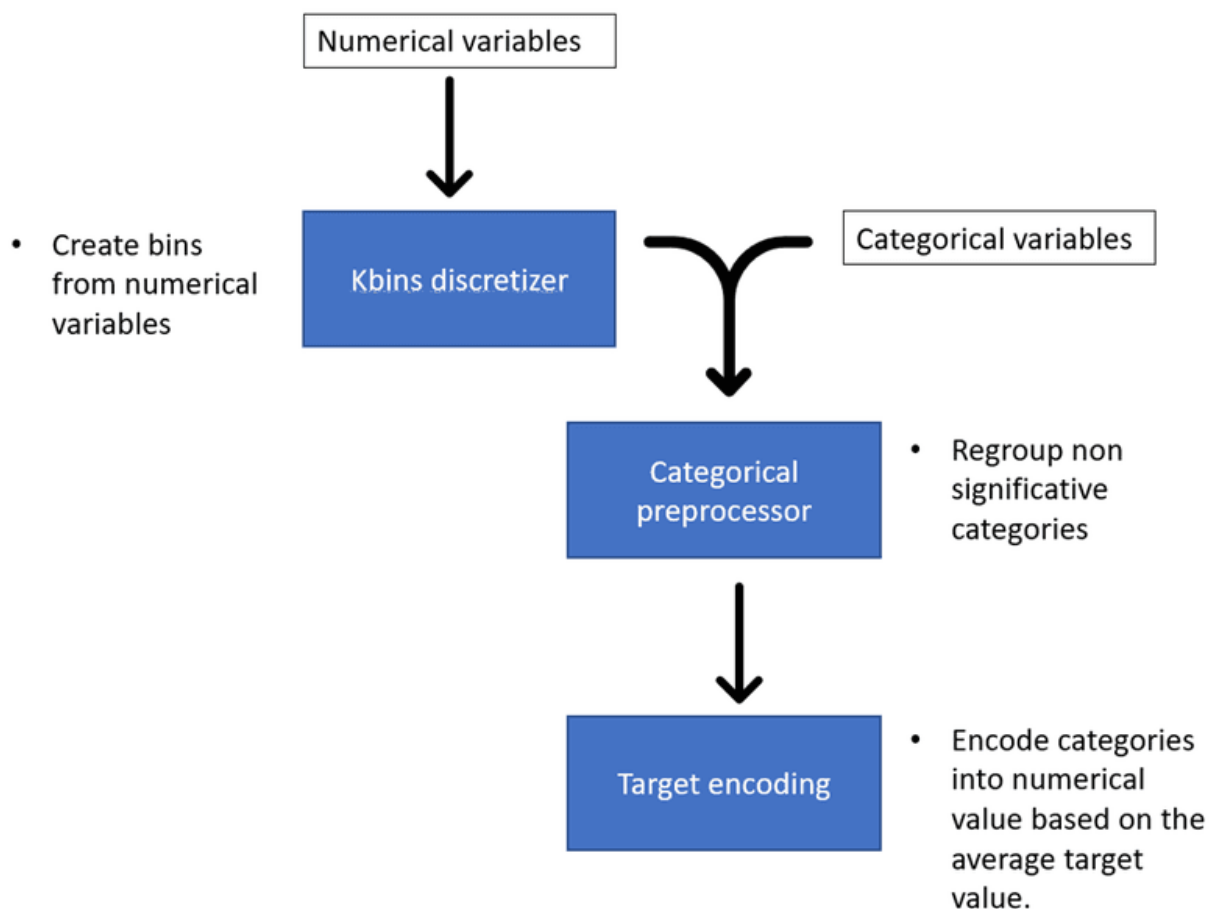 Numerical variables
• Create bins
from numerical
variables
Kbins discretizer
Categorical variables
Categorical
preprocessor
• Regroup non
significative
categories
Target encoding
• Encode categories
into numerical
value based on the
average target
value.